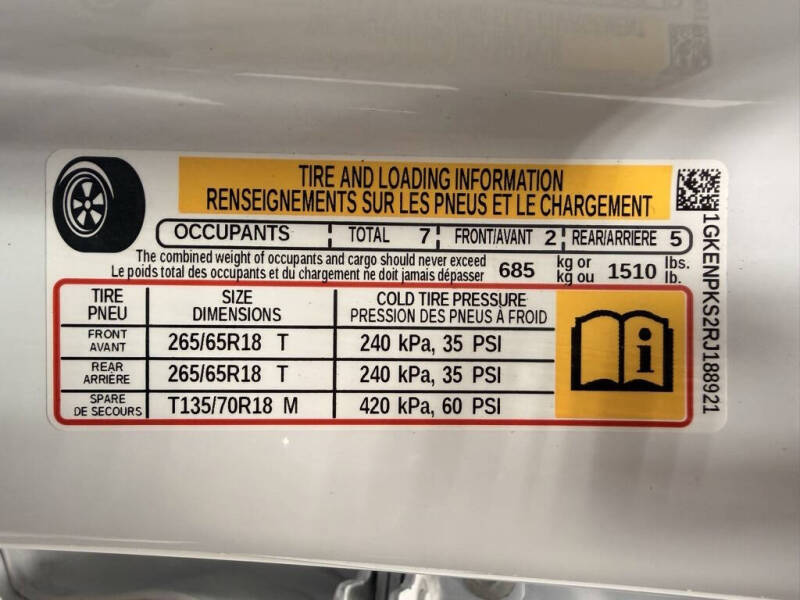 TIRE AND LOADING INFORMATION
RENSEIGNEMENTS SUR LES PNEUS ET LE CHARGEMENT
OCCUPANTS TOTAL 7 FRONT/AVANT 2 REAR/ARRIERE 5
The combined weight of occupants and cargo should never exceed 685 kg or 1510 lbs.
Le poids total des occupants et du chargement ne doit jamais dépasser kg ou lb.
TIRE SIZE COLD TIRE PRESSURE
PNEU DIMENSIONS PRESSION DES PNEUS À FROID
FRONT
AVANT 265/65R18 T 240 kPa, 35 PSI
REAR
ARRIÈRE 265/65R18 T 240 kPa, 35 PSI
SPARE
DE SECOURS T135/70R18 M 420 kPa, 60 PSI
i
1GKENPKS2RJ188921